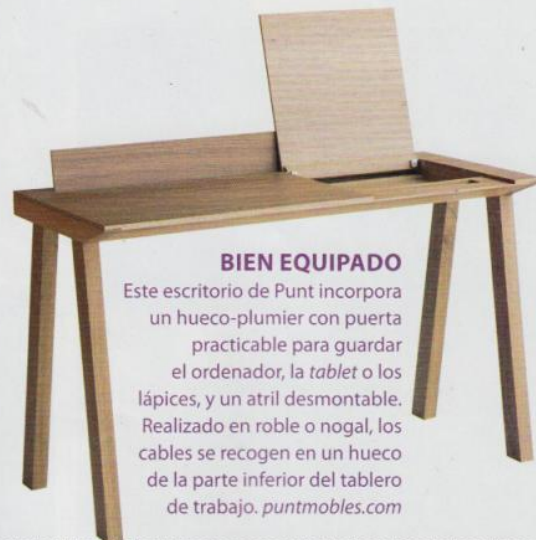 BIEN EQUIPADO
Este escritorio de Punt incorpora
un hueco-plumier con puerta
practicable para guardar
el ordenador, la tablet o los
lápices, y un atril desmontable.
Realizado en roble o nogal, los
cables se recogen en un hueco
de la parte inferior del tablero
de trabajo. puntmobles.com